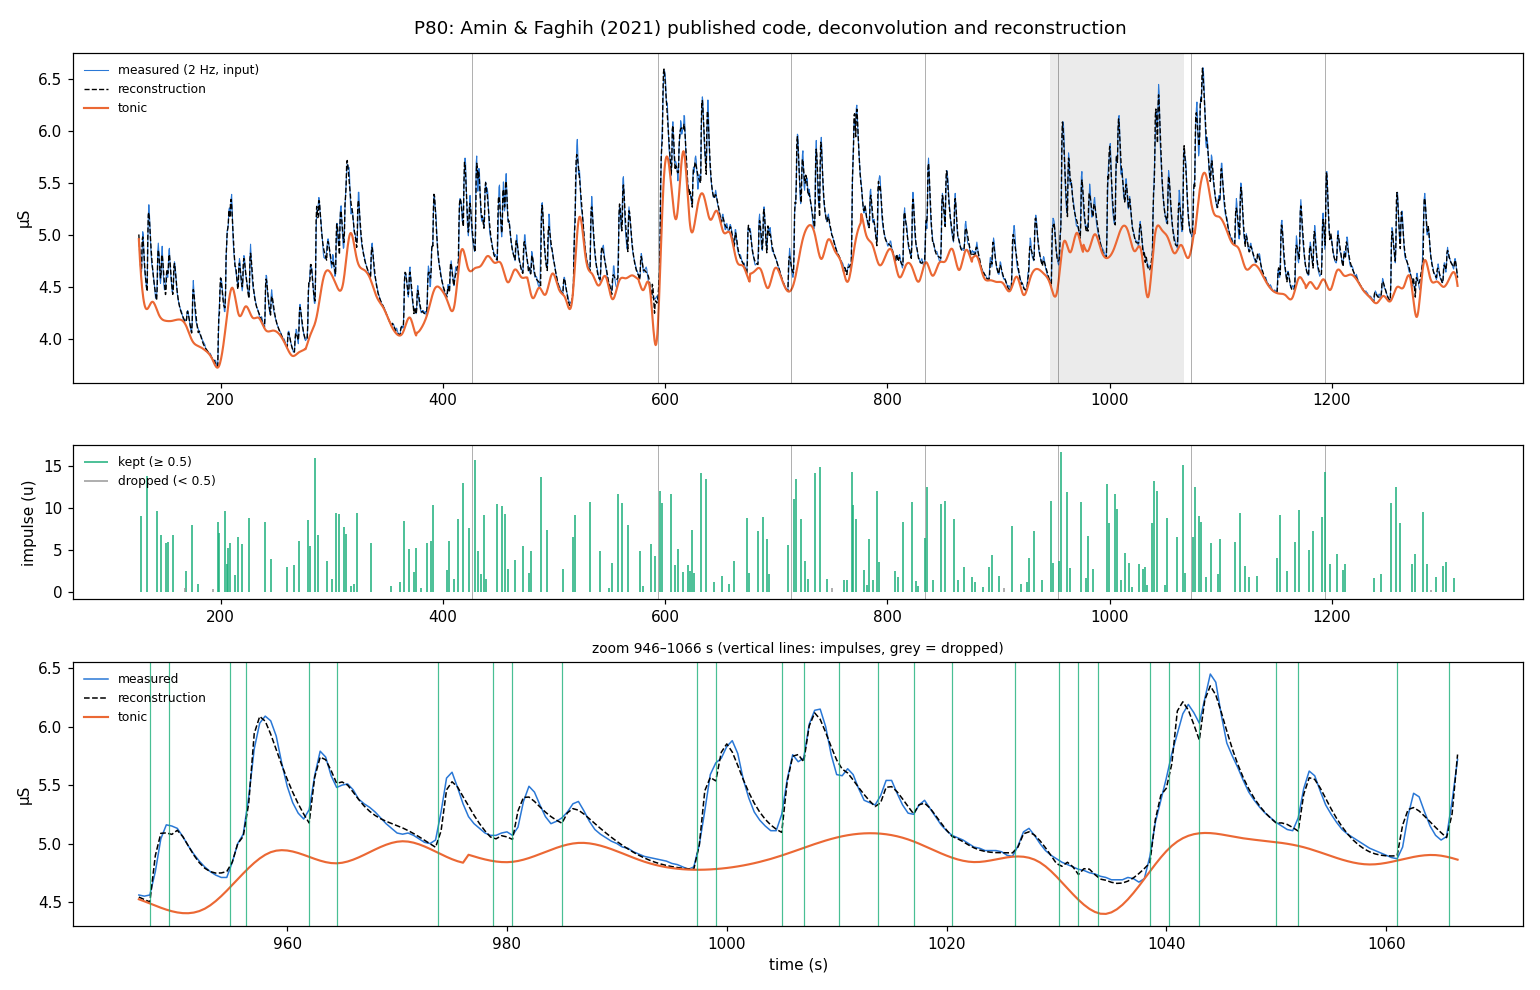 P80: Amin & Faghih (2021) published code, deconvolution and reconstruction
measured (2 Hz, input)
reconstruction
tonic
µS
6.5
6.0
5.5
5.0
4.5
4.0
200 400 600 800 1000 1200
kept (≥ 0.5)
dropped (< 0.5)
impulse (u)
15
10
5
0
200 400 600 800 1000 1200
zoom 946–1066 s (vertical lines: impulses, grey = dropped)
measured
reconstruction
tonic
µS
6.5
6.0
5.5
5.0
4.5
960 980 1000 1020 1040 1060
time (s)